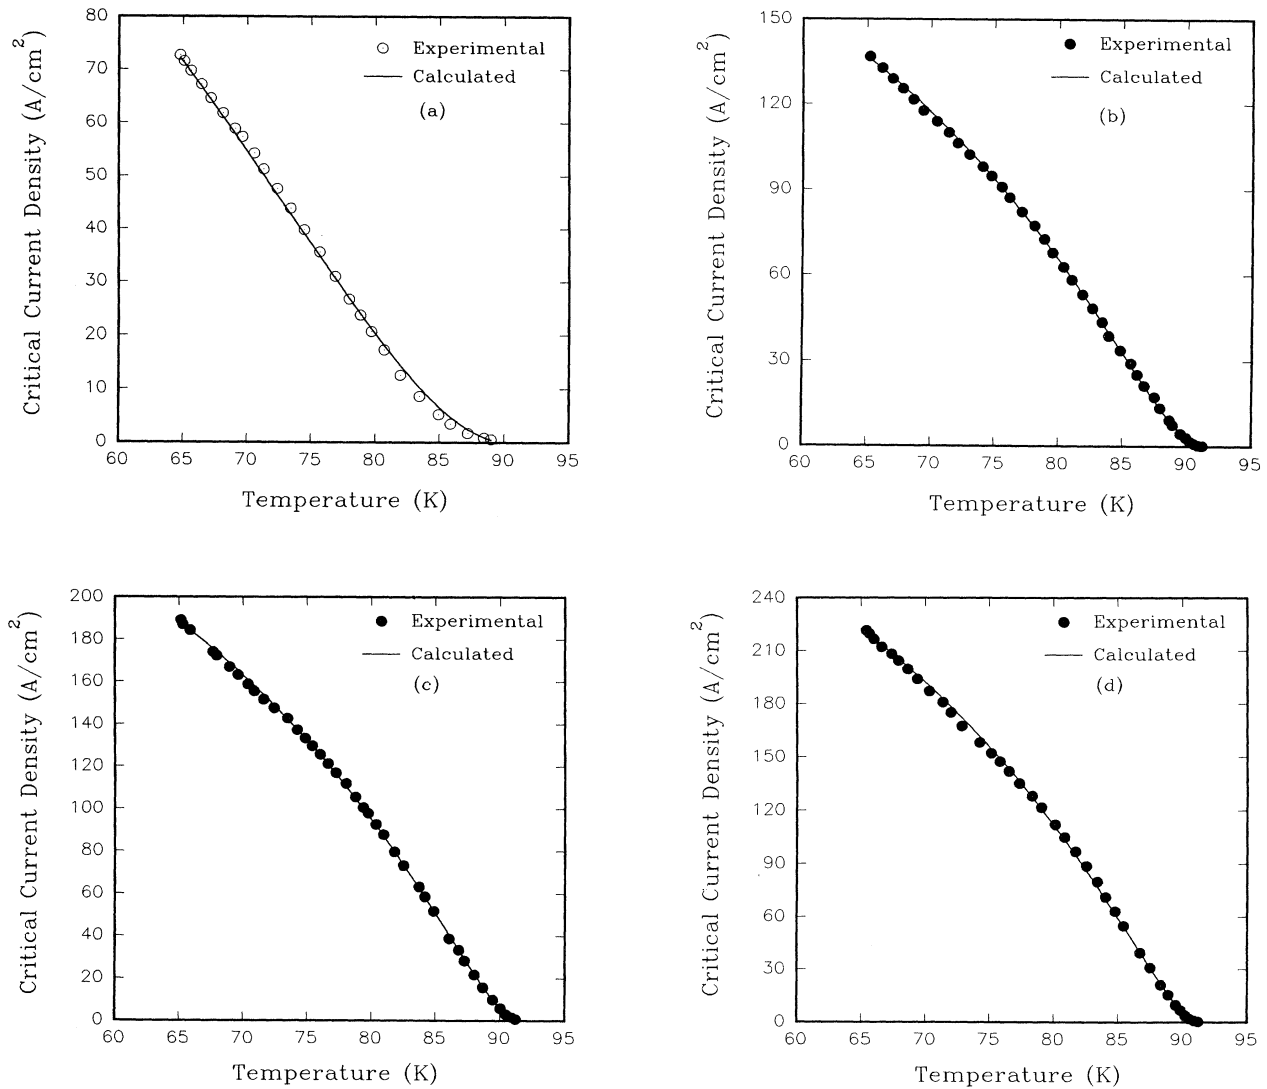 Critical Current Density (A/cm²)
80
70
60
50
40
30
20
10
0
60 65 70 75 80 85 90 95
Temperature (K)
Experimental
Calculated
(a)
Critical Current Density (A/cm²)
150
120
90
60
30
0
60 65 70 75 80 85 90 95
Temperature (K)
Experimental
Calculated
(b)
Critical Current Density (A/cm²)
200
180
160
140
120
100
80
60
40
20
0
60 65 70 75 80 85 90 95
Temperature (K)
Experimental
Calculated
(c)
Critical Current Density (A/cm²)
240
210
180
150
120
90
60
30
0
60 65 70 75 80 85 90 95
Temperature (K)
Experimental
Calculated
(d)